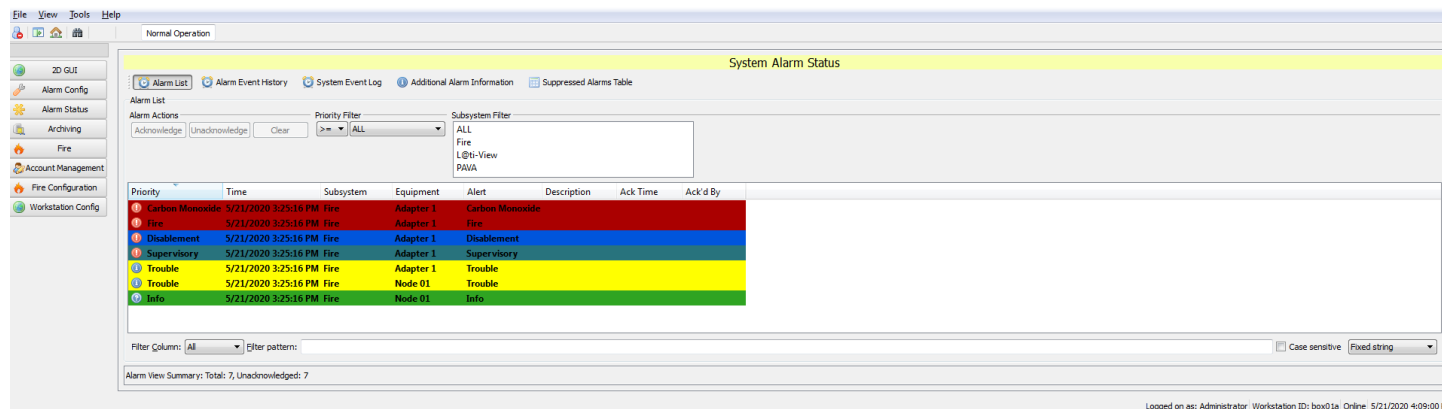 File View Tools Help
Normal Operation
System Alarm Status
2D GUI
Alarm Config
Alarm Status
Archiving
Fire
Account Management
Fire Configuration
Workstation Config
Alarm List Alarm Event History System Event Log Additional Alarm Information Suppressed Alarms Table
Alarm List
Alarm Actions Priority Filter Subsystem Filter
Acknowledge Unacknowledge Clear >= ALL
ALL
Fire
L@ti-View
PAVA
Priority Time Subsystem Equipment Alert Description Ack Time Ack'd By
Carbon Monoxide 5/21/2020 3:25:16 PM Fire Adapter 1 Carbon Monoxide
Fire 5/21/2020 3:25:16 PM Fire Adapter 1 Fire
Disablement 5/21/2020 3:25:16 PM Fire Adapter 1 Disablement
Supervisory 5/21/2020 3:25:16 PM Fire Adapter 1 Supervisory
Trouble 5/21/2020 3:25:16 PM Fire Adapter 1 Trouble
Trouble 5/21/2020 3:25:16 PM Fire Node 01 Trouble
Info 5/21/2020 3:25:16 PM Fire Node 01 Info
Filter Column: All Filter pattern: Case sensitive Fixed string
Alarm View Summary: Total: 7, Unacknowledged: 7
Logged on as: Administrator Workstation ID: box01a Online 5/21/2020 4:09:00